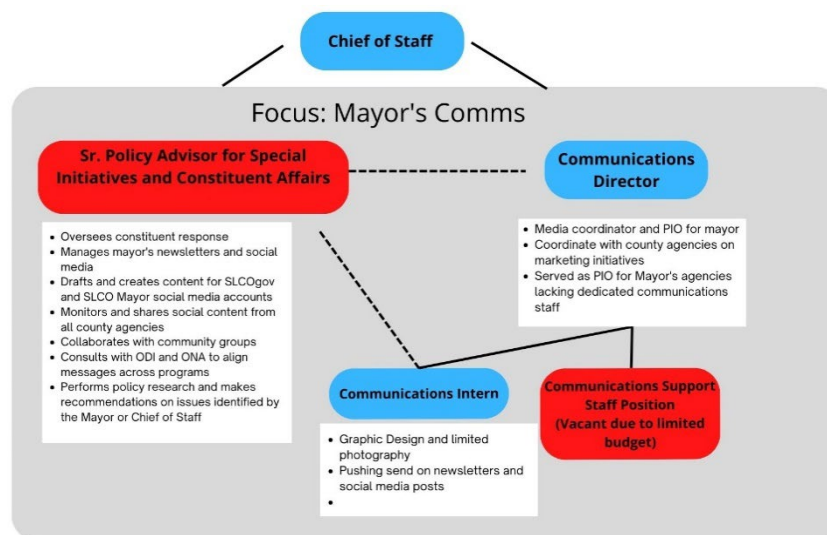 Chief of Staff
Focus: Mayor's Comms
Sr. Policy Advisor for Special
Initiatives and Constituent Affairs
Communications
Director
• Oversees constituent response
• Manages mayor's newsletters and social
media
• Drafts and creates content for SLCOgov
and SLCO Mayor social media accounts
• Monitors and shares social content from
all county agencies
• Collaborates with community groups
• Consults with ODI and ONA to align
messages across programs
• Performs policy research and makes
recommendations on issues identified by
the Mayor or Chief of Staff
• Media coordinator and PIO for mayor
• Coordinate with county agencies on
marketing initiatives
• Served as PIO for Mayor's agencies
lacking dedicated communications
staff
Communications Intern
• Graphic Design and limited
photography
• Pushing send on newsletters and
social media posts
•
Communications Support
Staff Position
(Vacant due to limited
budget)